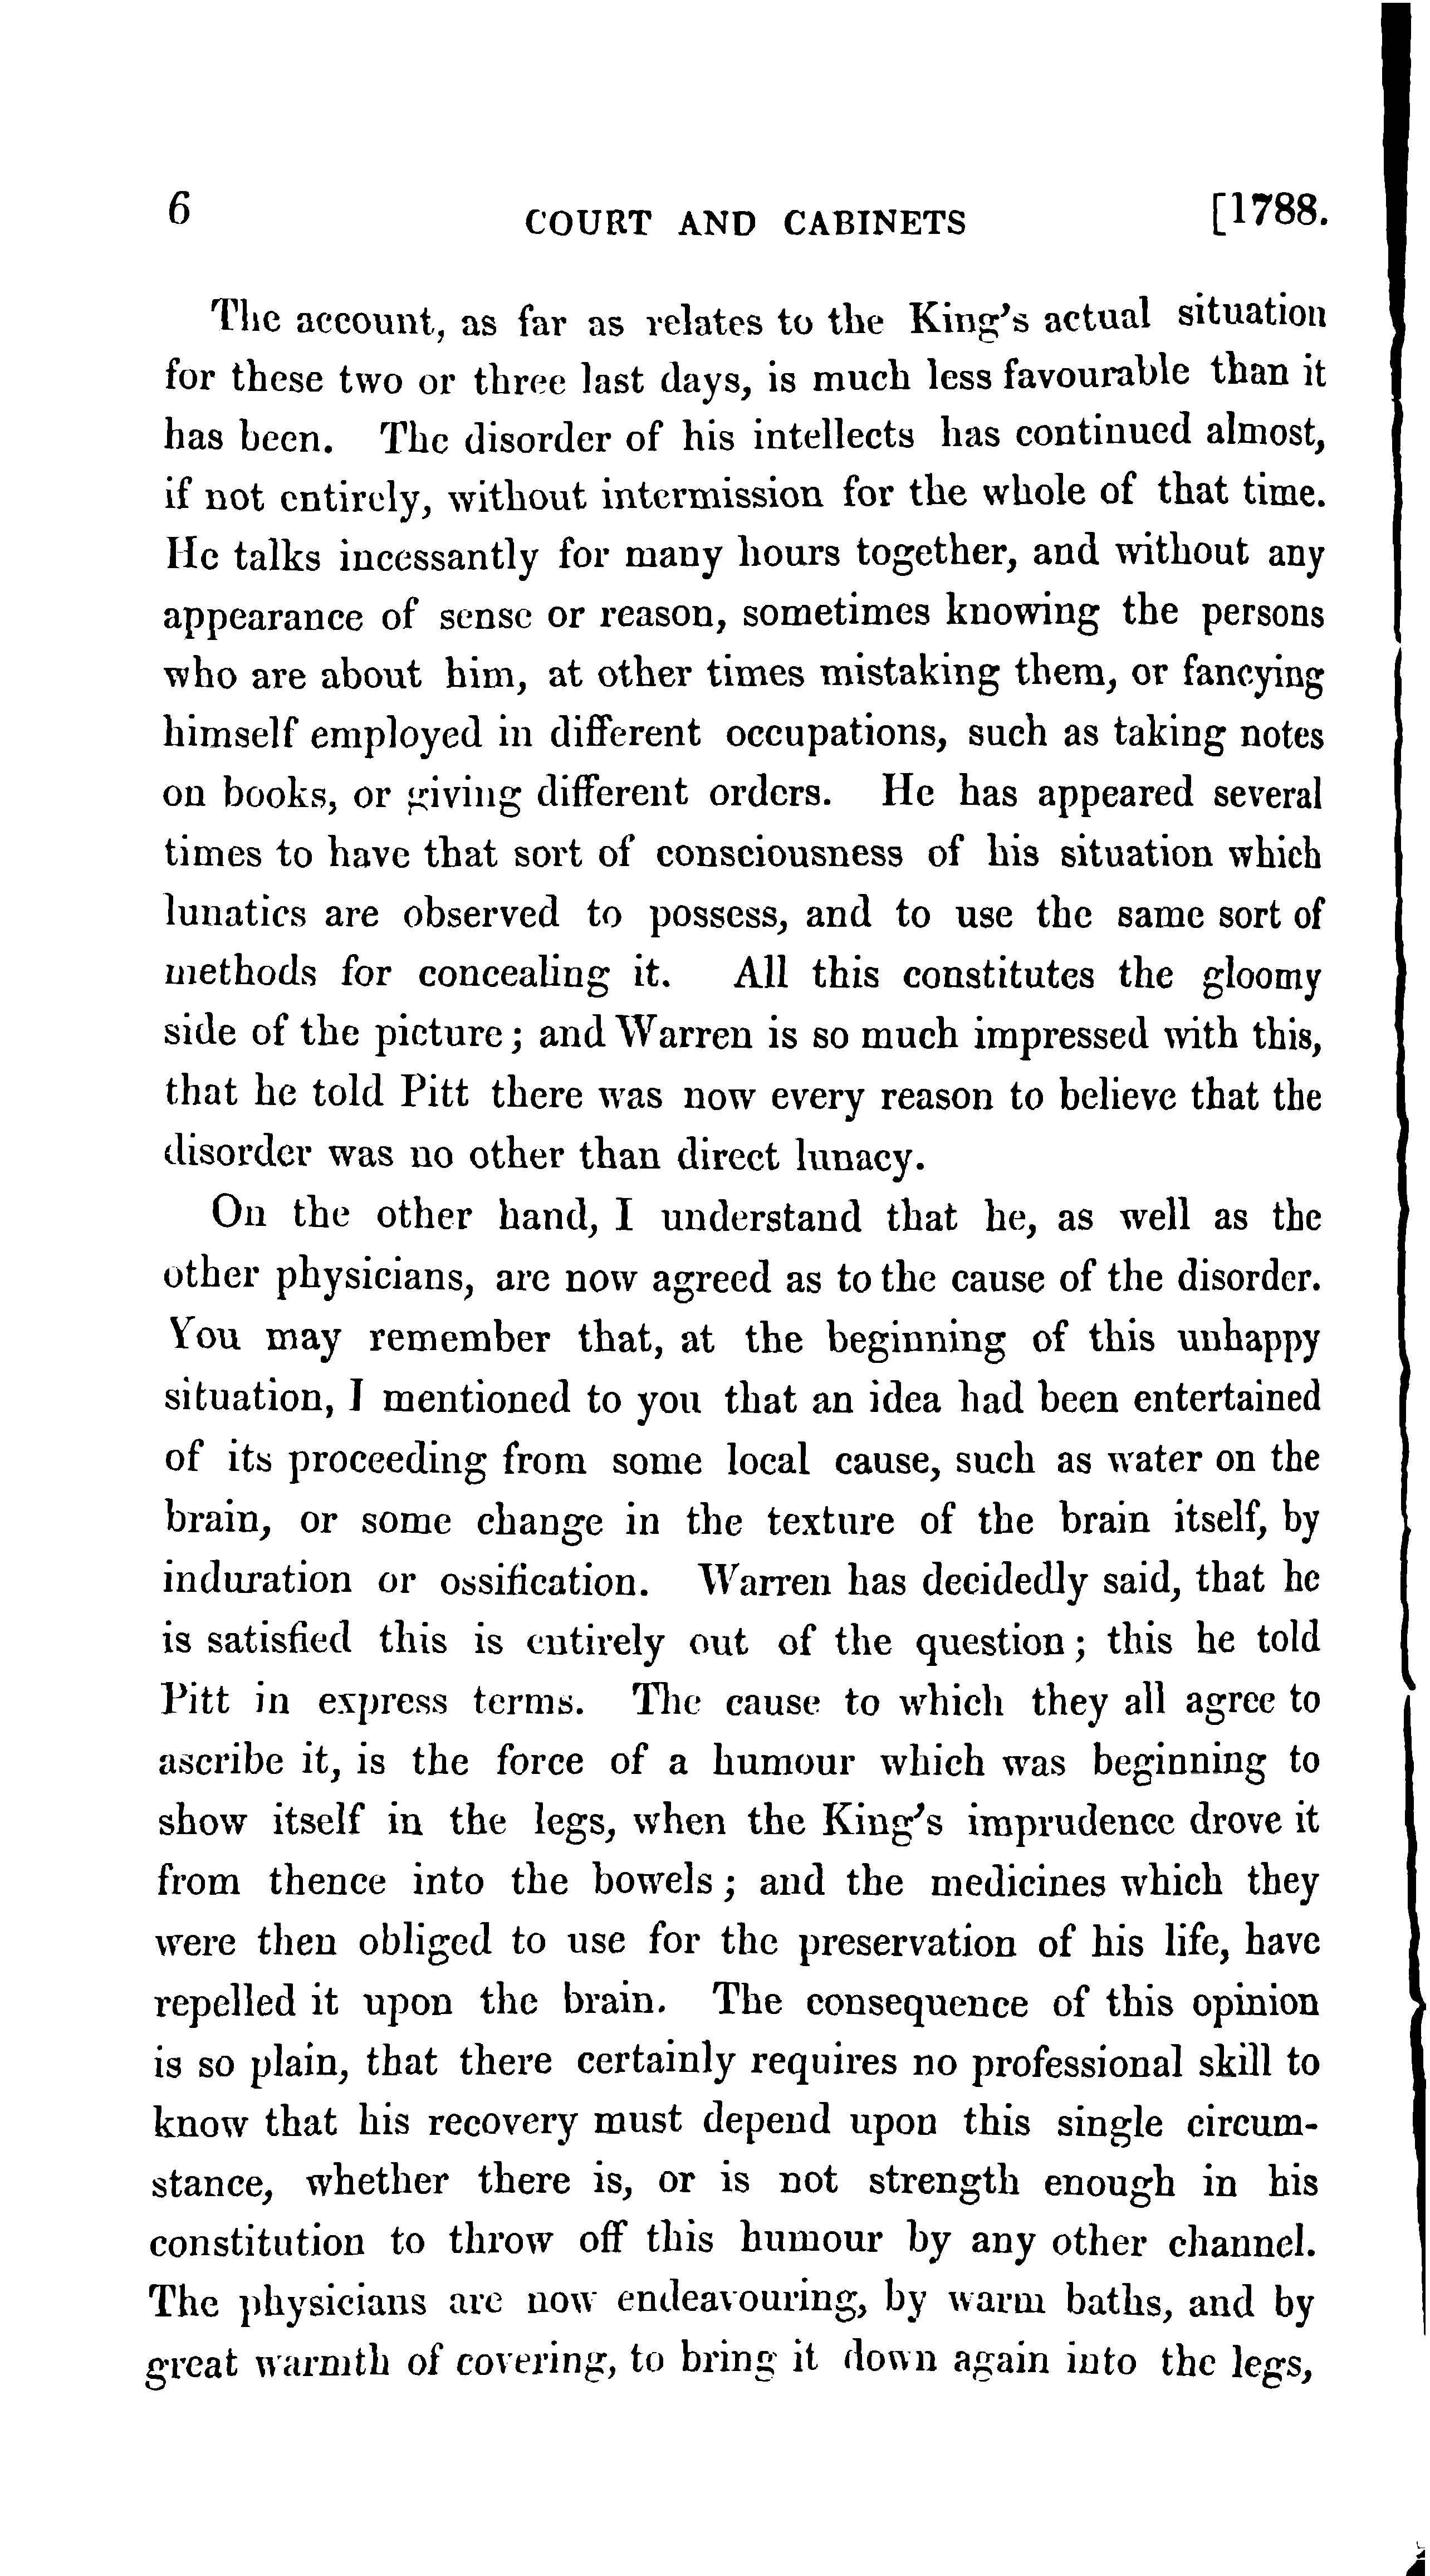 6 COURT AND CABINETS [1788.
The account, as far as relates to the King's actual situation
for these two or three last days, is much less favourable than it
has been. The disorder of his intellects has continued almost,
if not entirely, without intermission for the whole of that time.
He talks incessantly for many hours together, and without any
appearance of sense or reason, sometimes knowing the persons
who are about him, at other times mistaking them, or fancying
himself employed in different occupations, such as taking notes
on books, or giving different orders. He has appeared several
times to have that sort of consciousness of his situation which
lunatics are observed to possess, and to use the same sort of
methods for concealing it. All this constitutes the gloomy
side of the picture; and Warren is so much impressed with this,
that he told Pitt there was now every reason to believe that the
disorder was no other than direct lunacy.
On the other hand, I understand that he, as well as the
other physicians, are now agreed as to the cause of the disorder.
You may remember that, at the beginning of this unhappy
situation, I mentioned to you that an idea had been entertained
of its proceeding from some local cause, such as water on the
brain, or some change in the texture of the brain itself, by
induration or ossification. Warren has decidedly said, that he
is satisfied this is entirely out of the question; this he told
Pitt in express terms. The cause to which they all agree to
ascribe it, is the force of a humour which was beginning to
show itself in the legs, when the King's imprudence drove it
from thence into the bowels; and the medicines which they
were then obliged to use for the preservation of his life, have
repelled it upon the brain. The consequence of this opinion
is so plain, that there certainly requires no professional skill to
know that his recovery must depend upon this single circum-
stance, whether there is, or is not strength enough in his
constitution to throw off this humour by any other channel.
The physicians are now endeavouring, by warm baths, and by
great warmth of covering, to bring it down again into the legs,